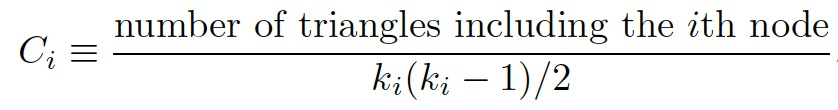 C_i ≡ number of triangles including the ith node
k_i(k_i − 1)/2